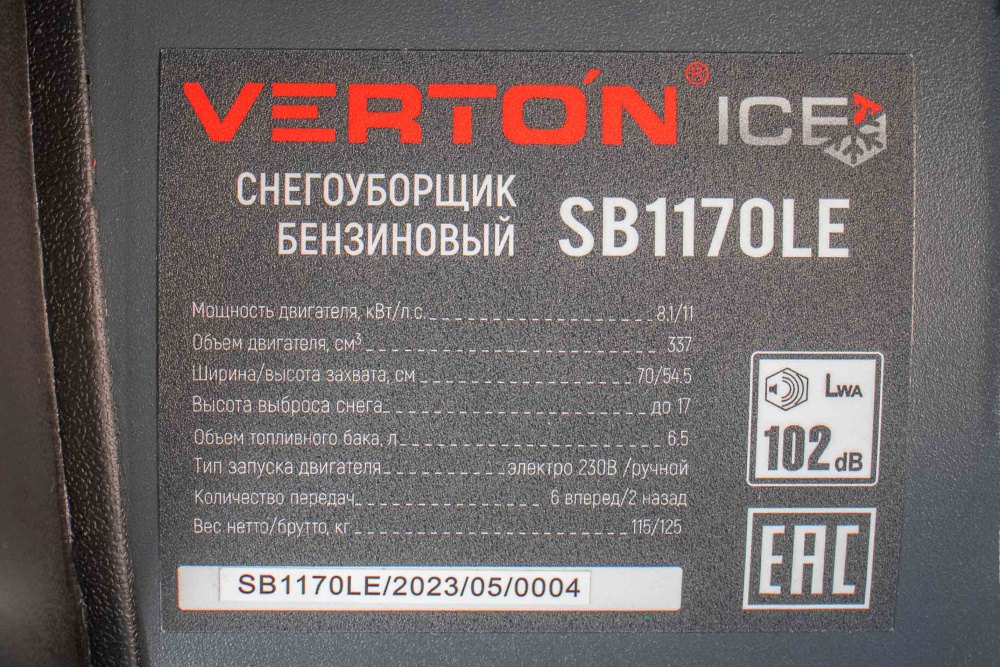 VERTON® ICE
СНЕГОУБОРЩИК
БЕНЗИНОВЫЙ
SB1170LE
Мощность двигателя, кВт/л.с. 8.1/11
Объем двигателя, см³ 337
Ширина/высота захвата, см 70/54.5
Высота выброса снега до 17
Объем топливного бака, л 6.5
Тип запуска двигателя электро 230В /ручной
Количество передач 6 вперед/2 назад
Вес нетто/брутто, кг 115/125
LWA
102 dB
EAC
SB1170LE/2023/05/0004